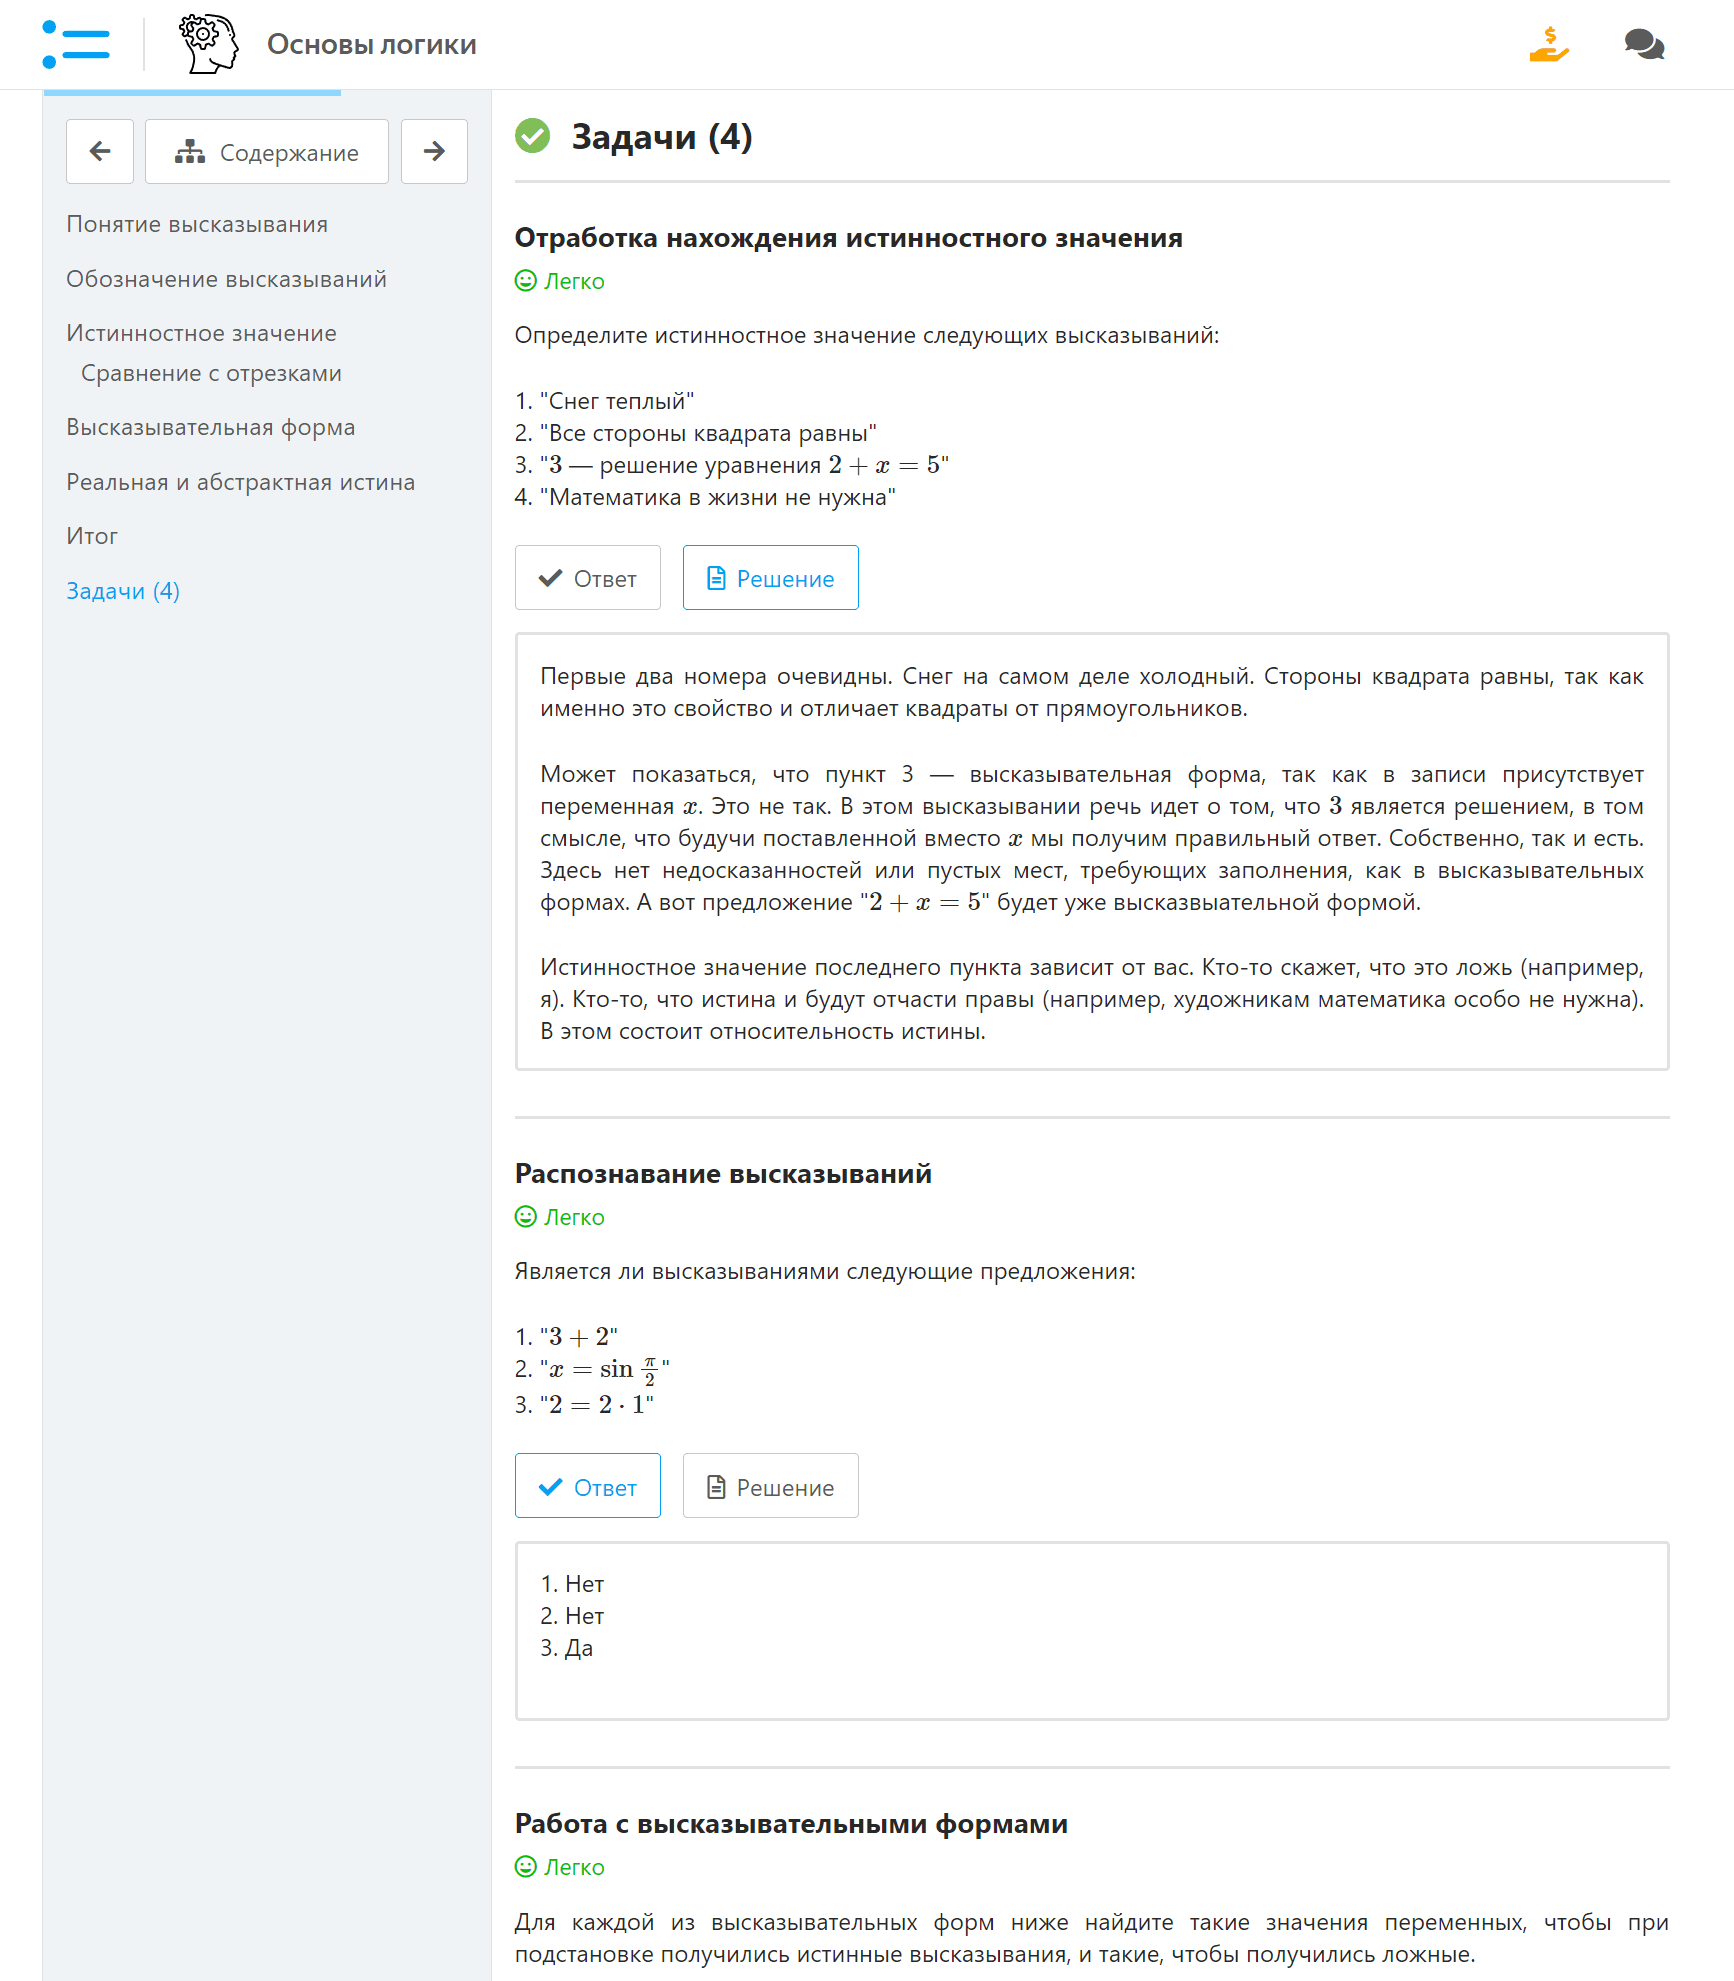 Основы логики
Содержание
Понятие высказывания
Обозначение высказываний
Истинностное значение
Сравнение с отрезками
Высказывательная форма
Реальная и абстрактная истина
Итог
Задачи (4)
Задачи (4)
Отработка нахождения истинностного значения
Легко
Определите истинностное значение следующих высказываний:
1. "Снег теплый"
2. "Все стороны квадрата равны"
3. "3 — решение уравнения 2 + x = 5"
4. "Математика в жизни не нужна"
Ответ
Решение
Первые два номера очевидны. Снег на самом деле холодный. Стороны квадрата равны, так как
именно это свойство и отличает квадраты от прямоугольников.
Может показаться, что пункт 3 — высказывательная форма, так как в записи присутствует
переменная x. Это не так. В этом высказывании речь идет о том, что 3 является решением, в том
смысле, что будучи поставленной вместо x мы получим правильный ответ. Собственно, так и есть.
Здесь нет недосказанностей или пустых мест, требующих заполнения, как в высказывательных
формах. А вот предложение "2 + x = 5" будет уже высказвыательной формой.
Истинностное значение последнего пункта зависит от вас. Кто-то скажет, что это ложь (например,
я). Кто-то, что истина и будут отчасти правы (например, художникам математика особо не нужна).
В этом состоит относительность истины.
Распознавание высказываний
Легко
Является ли высказываниями следующие предложения:
1. "3 + 2"
2. "x = sin π/2"
3. "2 = 2 · 1"
Ответ
Решение
1. Нет
2. Нет
3. Да
Работа с высказывательными формами
Легко
Для каждой из высказывательных форм ниже найдите такие значения переменных, чтобы при
подстановке получились истинные высказывания, и такие, чтобы получились ложные.